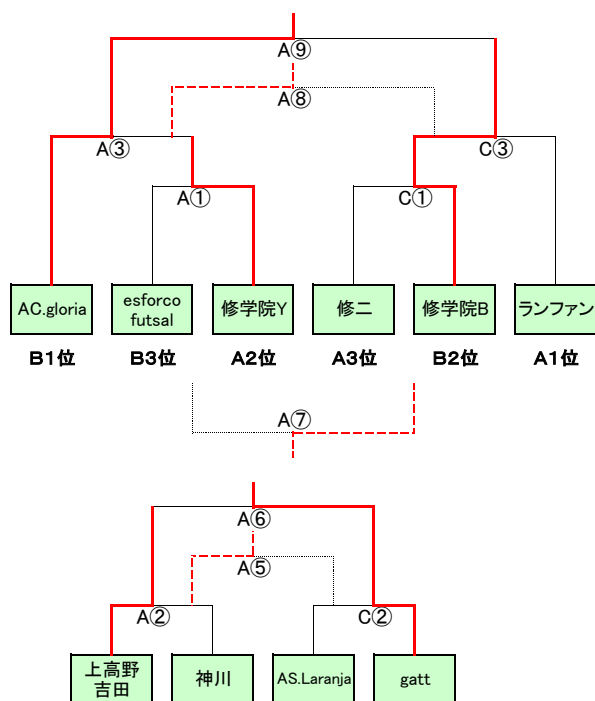 A⑨
A⑧
A③
C③
A①
C①
AC.gloria
esforco
futsal
修学院Y
修二
修学院B
ランファン
B1位
B3位
A2位
A3位
B2位
A1位
A⑦
A⑥
A⑤
A②
C②
上高野
吉田
神川
AS.Laranja
gatt